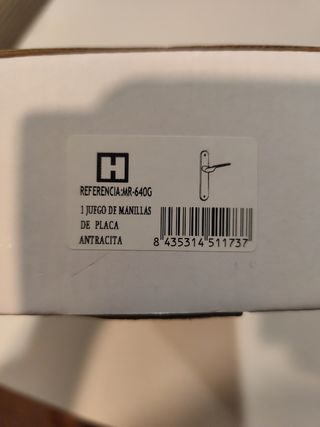 H
REFERENCIA:MR-640G
1 JUEGO DE MANILLAS
DE PLACA
ANTRACITA
8 435314 511737